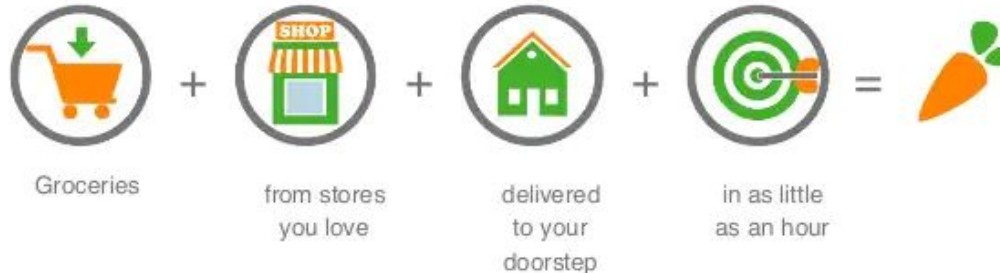 SHOP
+
+
+
=
Groceries
from stores
you love
delivered
to your
doorstep
in as little
as an hour